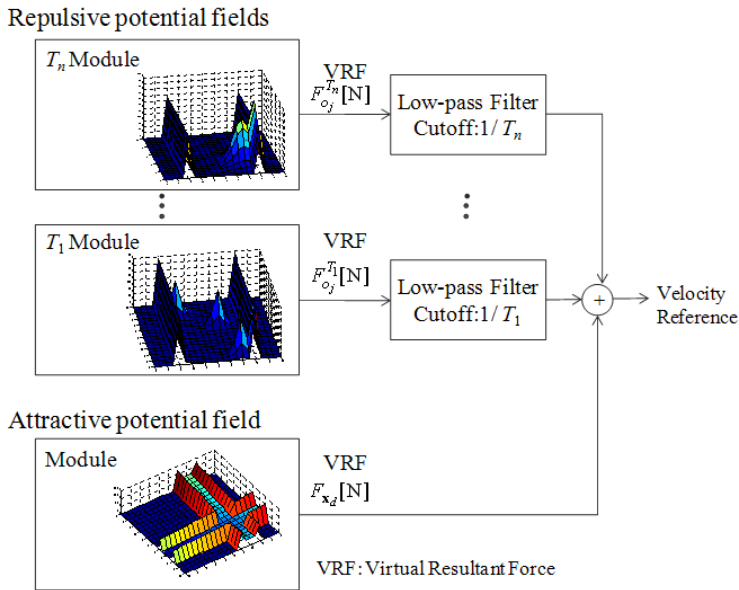 Repulsive potential fields
Tn Module
VRF
F_{o_j}^{T_n}[N]
Low-pass Filter
Cutoff:1/ Tn
T1 Module
VRF
F_{o_j}^{T_1}[N]
Low-pass Filter
Cutoff:1/ T1
+
Velocity
Reference
Attractive potential field
Module
VRF
F_{x_d}[N]
VRF: Virtual Resultant Force